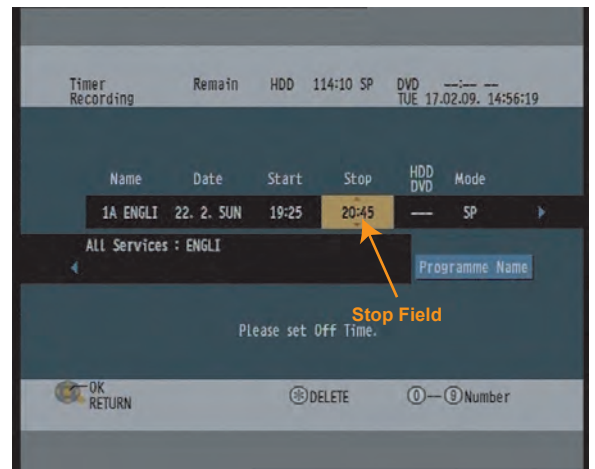 Timer Recording Remain HDD 114:10 SP DVD --:-- --
TUE 17.02.09. 14:56:19
Name Date Start Stop HDD DVD Mode
1A ENGLI 22. 2. SUN 19:25 20:45 --- SP
All Services : ENGLI
Programme Name
Stop Field
Please set Off Time.
OK
RETURN
* DELETE
0--9 Number